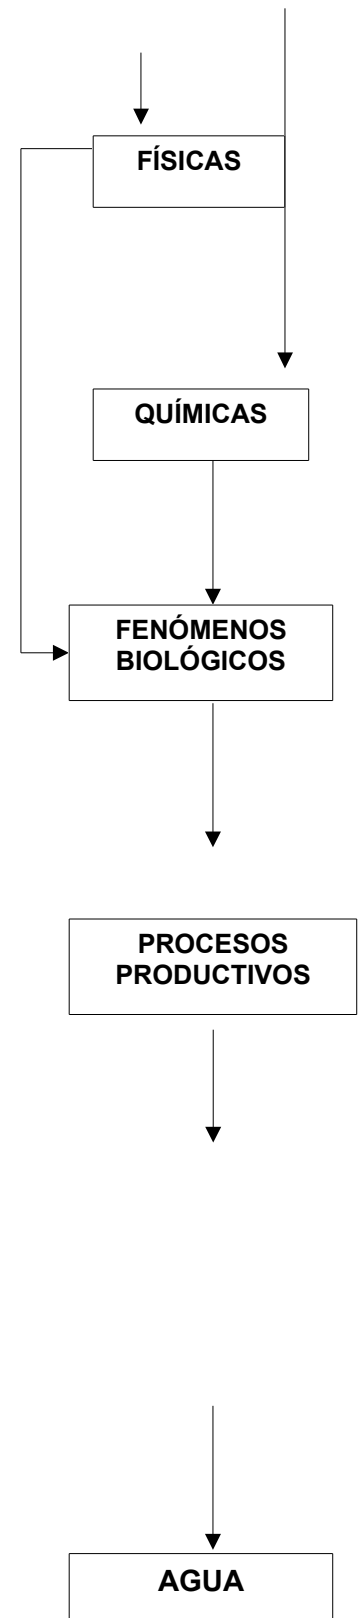 FÍSICAS
QUÍMICAS
FENÓMENOS
BIOLÓGICOS
PROCESOS
PRODUCTIVOS
AGUA